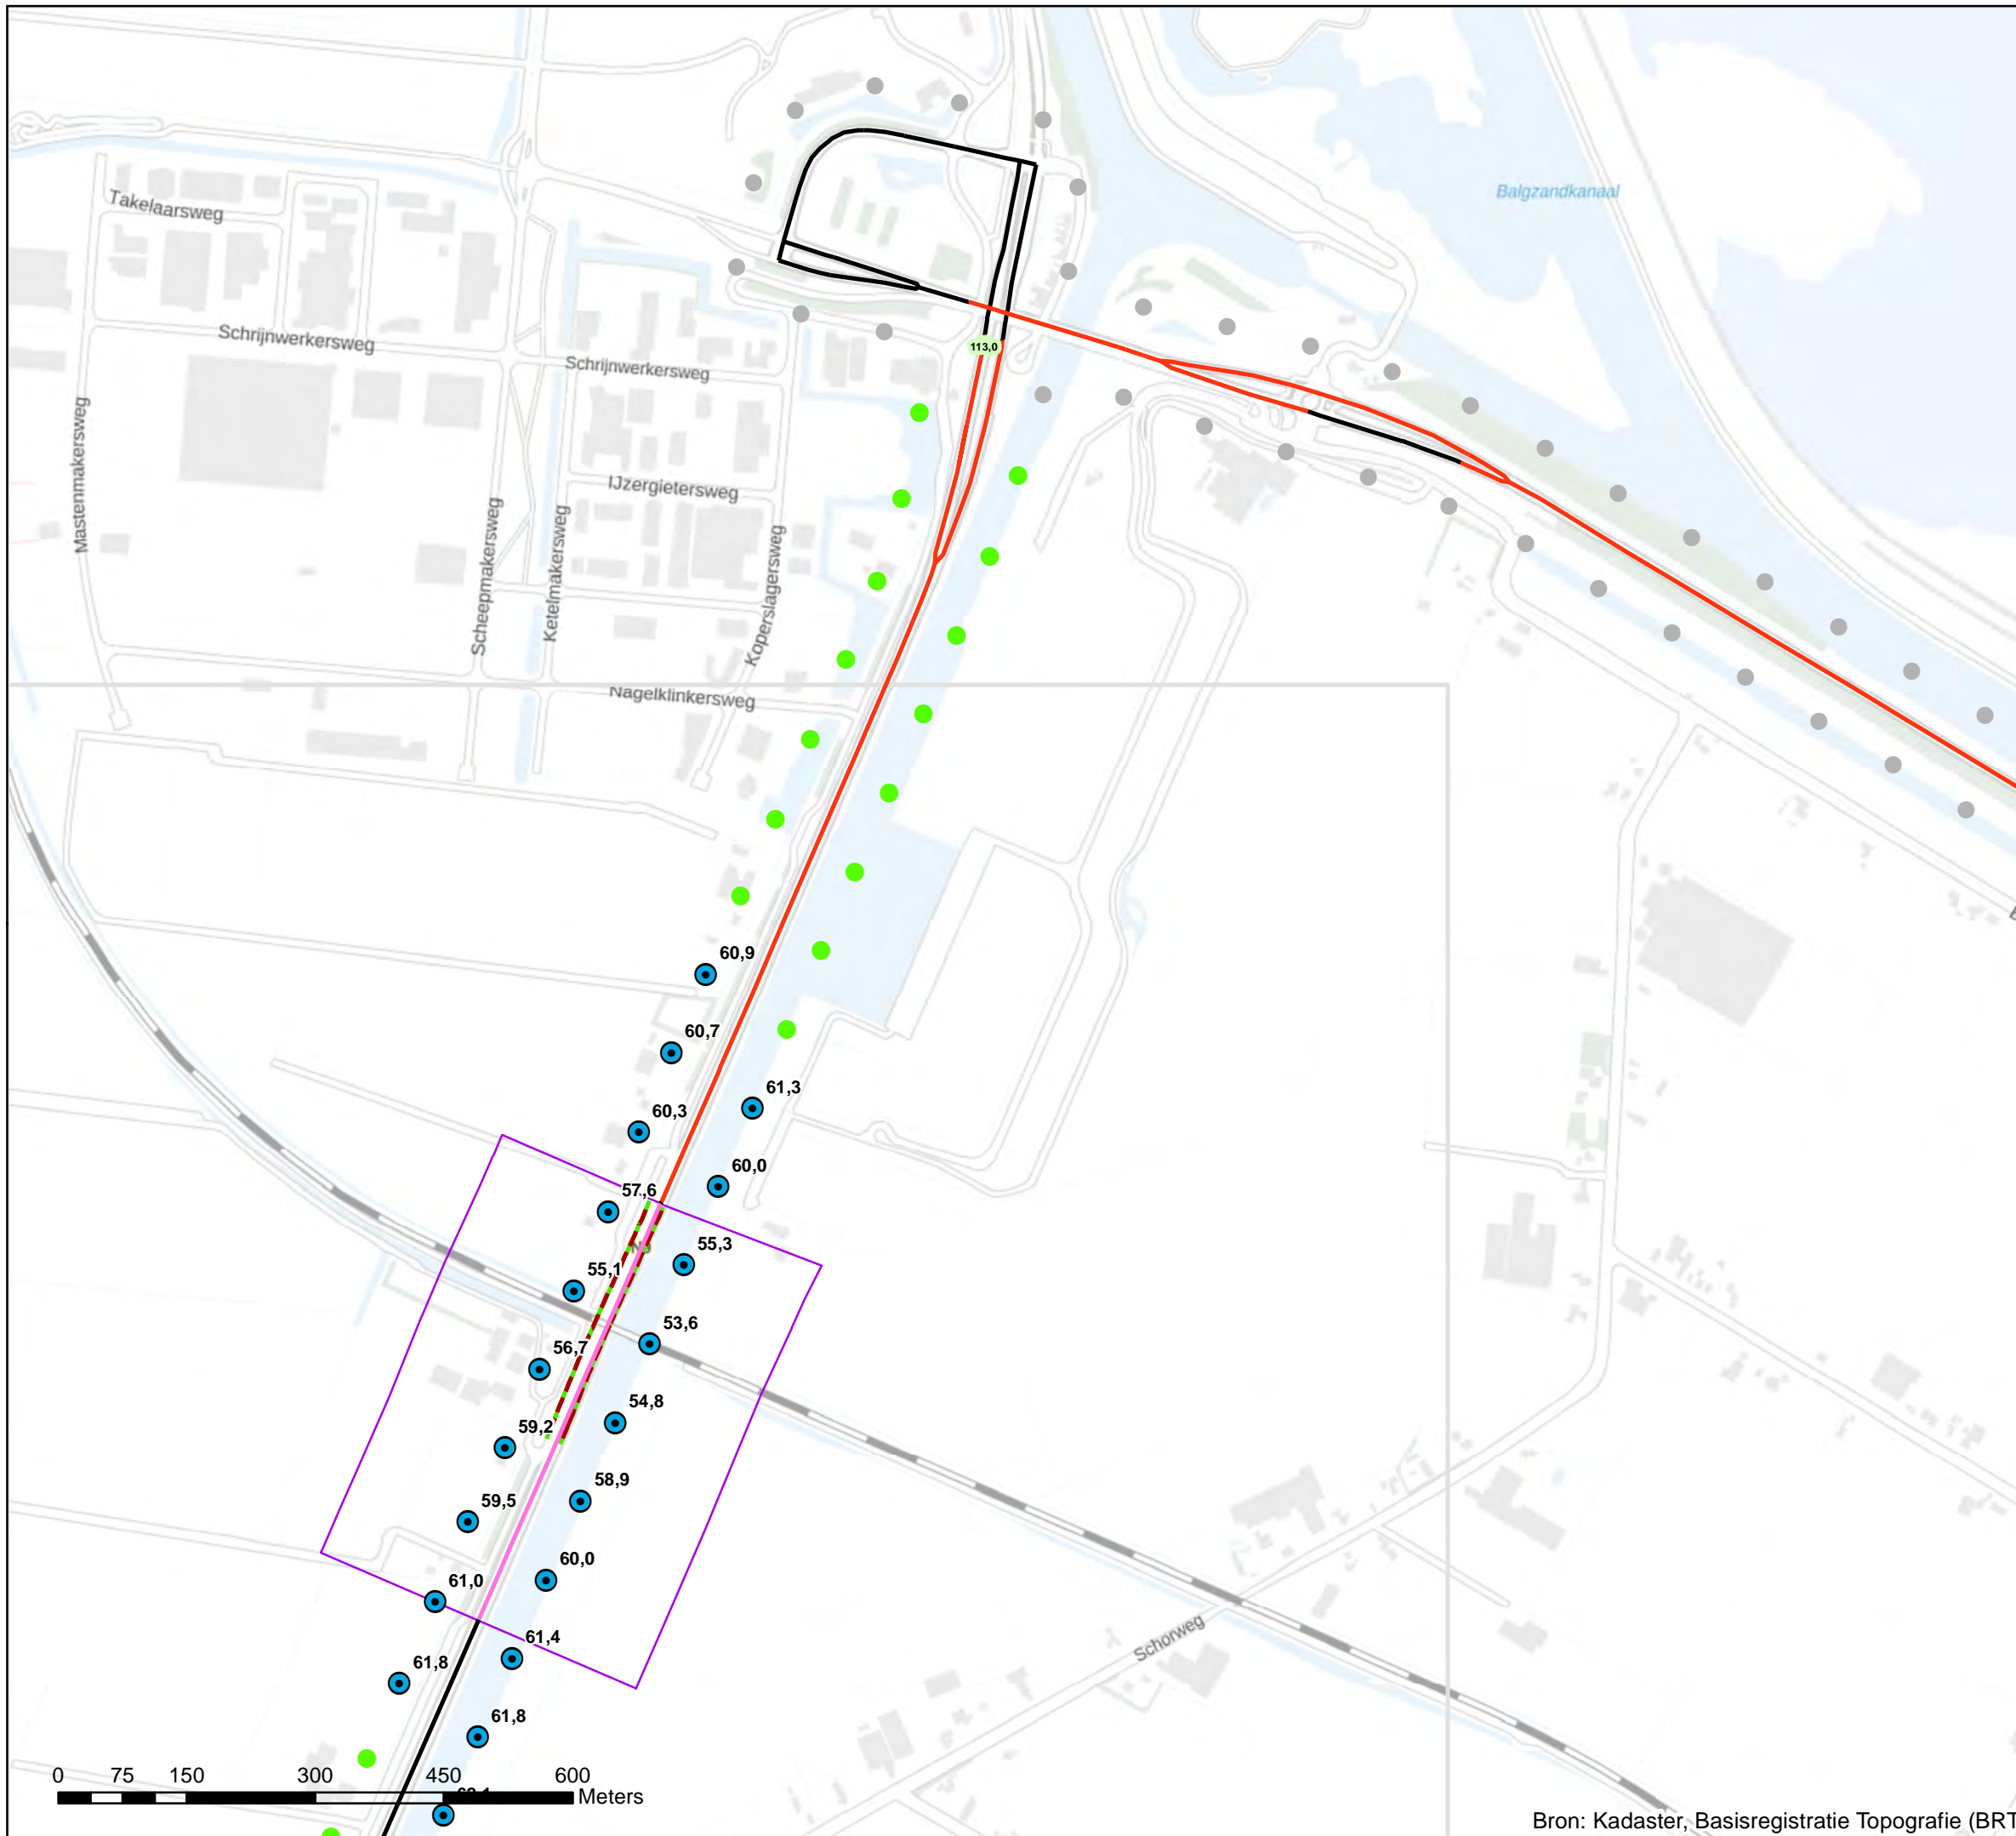 Balgzandkanaal
Takelaarsweg
Schrijnwerkersweg
Schrijnwerkersweg
113,0
Mastenmakersweg
IJzergietersweg
Scheepmakersweg
Ketelmakersweg
Koperslagersweg
Nagelklinkersweg
60,9
60,7
61,3
60,3
60,0
57,6
55,3
55,1
53,6
56,7
54,8
59,2
58,9
59,5
60,0
61,0
61,4
Schorweg
61,8
61,8
0 75 150 300 450 600
Meters
Bron: Kadaster, Basisregistratie Topografie (BRT